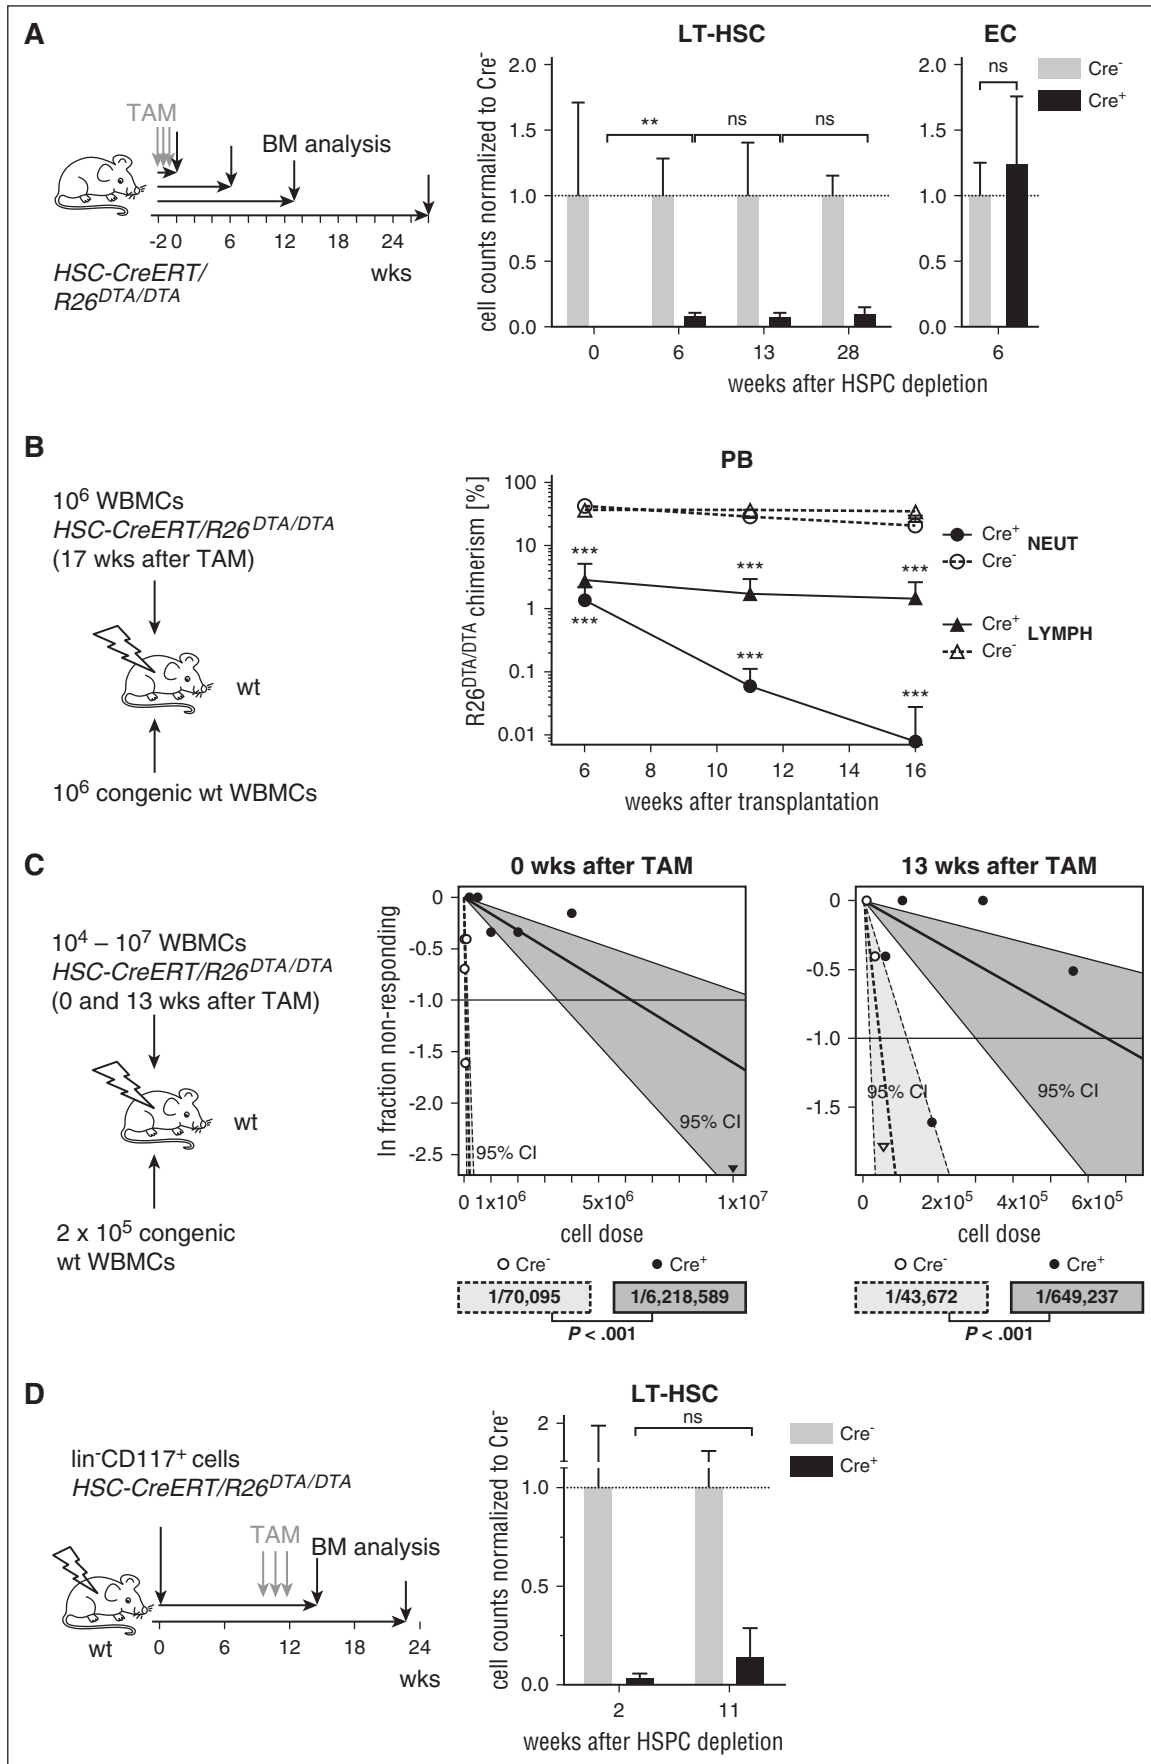 A
TAM
BM analysis
-2 0 6 12 18 24
wks
HSC-CreERT/
R26^DTA/DTA
LT-HSC
cell counts normalized to Cre⁻
2.0
1.5
1.0
0.5
0.0
** ns ns
0 6 13 28
weeks after HSPC depletion
EC
2.0
1.5
1.0
0.5
0.0
ns
6
Cre⁻
Cre⁺
B
10⁶ WBMCs
HSC-CreERT/R26^DTA/DTA
(17 wks after TAM)
wt
10⁶ congenic wt WBMCs
PB
R26^DTA/DTA chimerism [%]
100
10
1
0.1
0.01
*** *** ***
***
***
***
6 8 10 12 14 16
weeks after transplantation
Cre⁺
NEUT
Cre⁻
Cre⁺
LYMPH
Cre⁻
C
10⁴ – 10⁷ WBMCs
HSC-CreERT/R26^DTA/DTA
(0 and 13 wks after TAM)
wt
2 x 10⁵ congenic
wt WBMCs
0 wks after TAM
ln fraction non-responding
0
-0.5
-1.0
-1.5
-2.0
-2.5
95% CI
95% CI
0 1x10⁶ 5x10⁶ 1x10⁷
cell dose
Cre⁻ Cre⁺
1/70,095 1/6,218,589
P < .001
13 wks after TAM
0
-0.5
-1.0
-1.5
95% CI 95% CI
0 2x10⁵ 4x10⁵ 6x10⁵
cell dose
Cre⁻ Cre⁺
1/43,672 1/649,237
P < .001
D
lin⁻CD117⁺ cells
HSC-CreERT/R26^DTA/DTA
TAM
BM analysis
wt
0 6 12 18 24
wks
LT-HSC
cell counts normalized to Cre⁻
2
1.0
0.5
0.0
ns
2 11
weeks after HSPC depletion
Cre⁻
Cre⁺